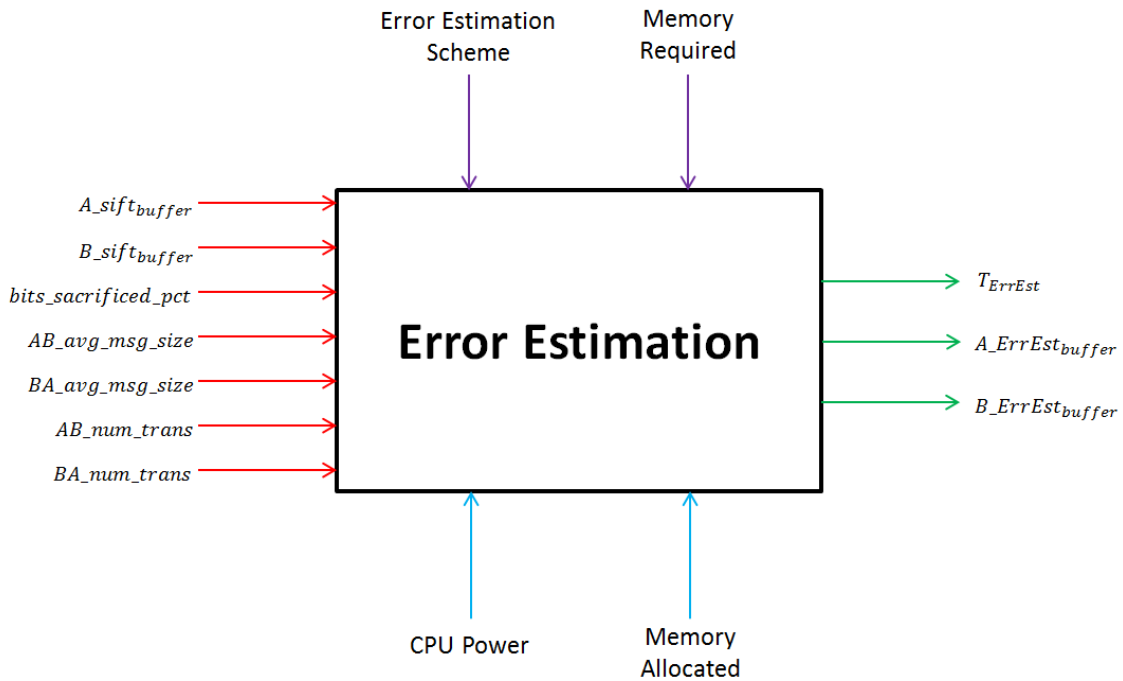 Error Estimation
Scheme
Memory
Required
A_sift_buffer
B_sift_buffer
bits_sacrificed_pct
AB_avg_msg_size
BA_avg_msg_size
AB_num_trans
BA_num_trans
Error Estimation
T_ErrEst
A_ErrEst_buffer
B_ErrEst_buffer
CPU Power
Memory
Allocated